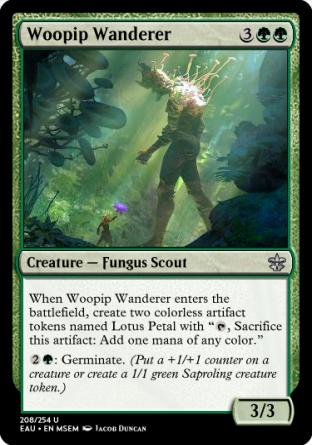 Woopip Wanderer 3
Creature — Fungus Scout
When Woopip Wanderer enters the
battlefield, create two colorless artifact
tokens named Lotus Petal with “, Sacrifice
this artifact: Add one mana of any color.”
2: Germinate. (Put a +1/+1 counter on a
creature or create a 1/1 green Saproling creature
token.)
3/3
208/254 U
EAU • EN MSEM Jacob Duncan